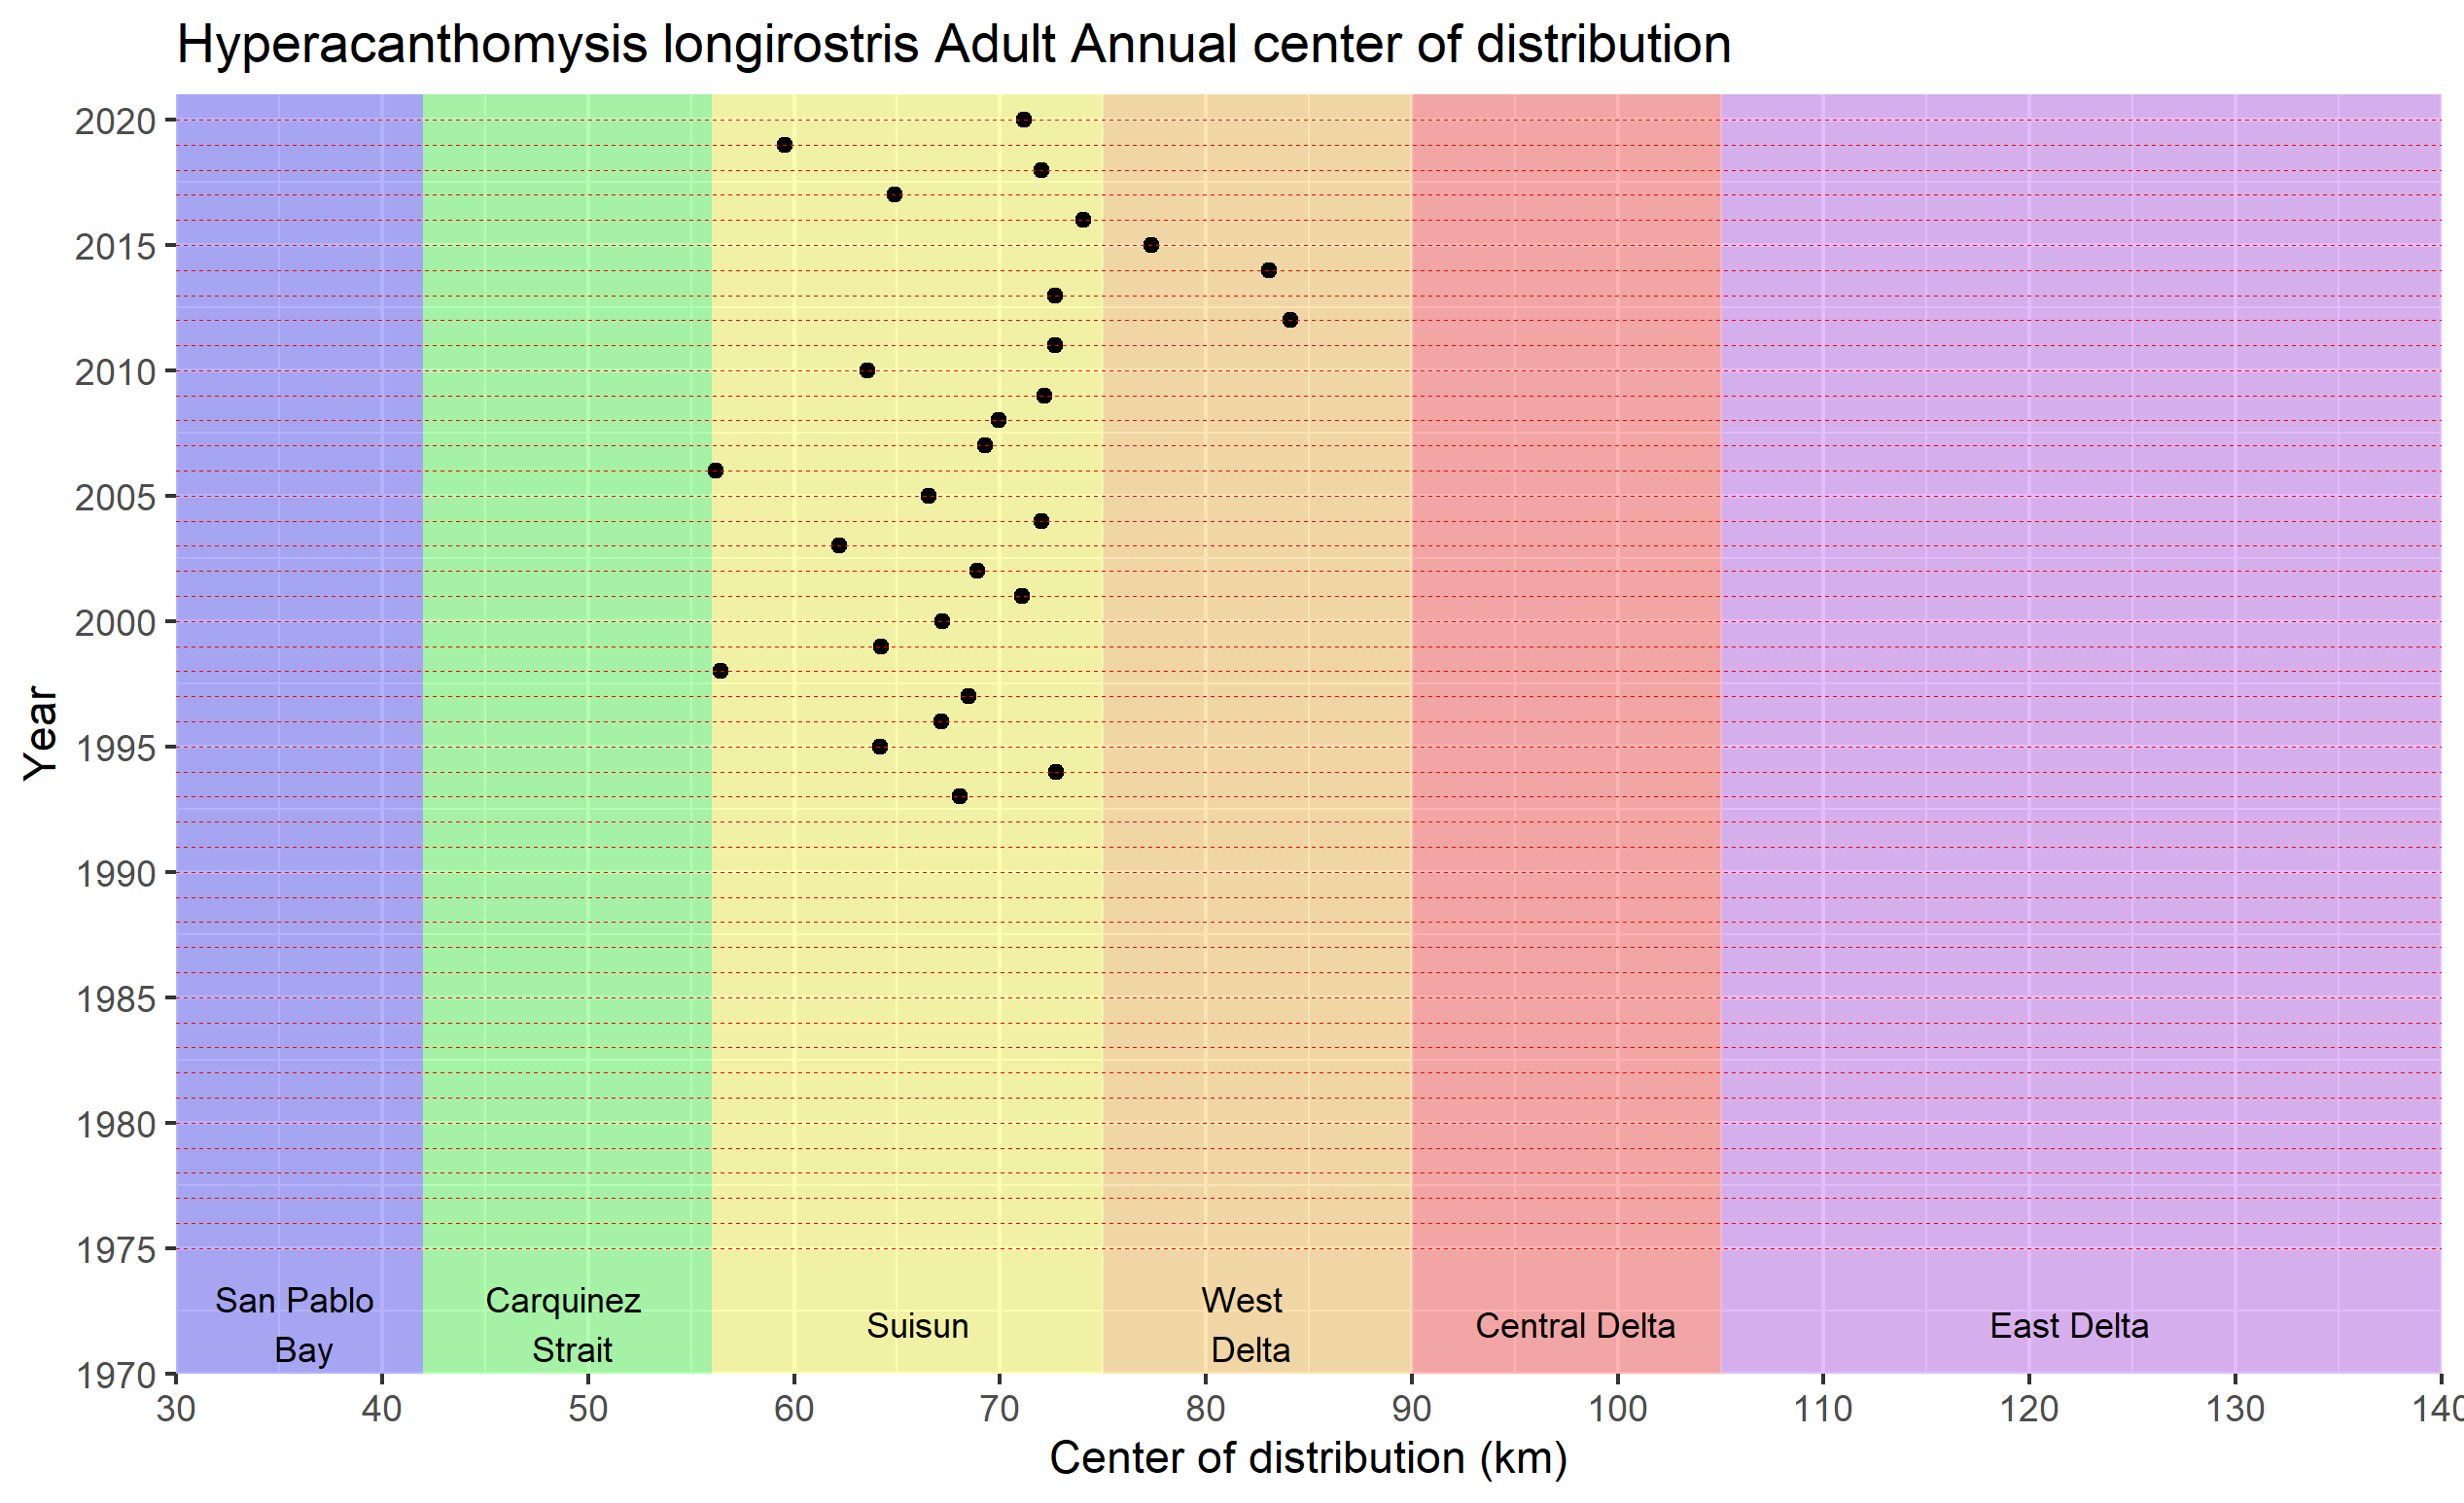 Hyperacanthomysis longirostris Adult Annual center of distribution
2020
2015
2010
2005
2000
1995
1990
1985
1980
1975
1970
Year
San Pablo
Bay
Carquinez
Strait
Suisun
West
Delta
Central Delta
East Delta
30 40 50 60 70 80 90 100 110 120 130 140
Center of distribution (km)